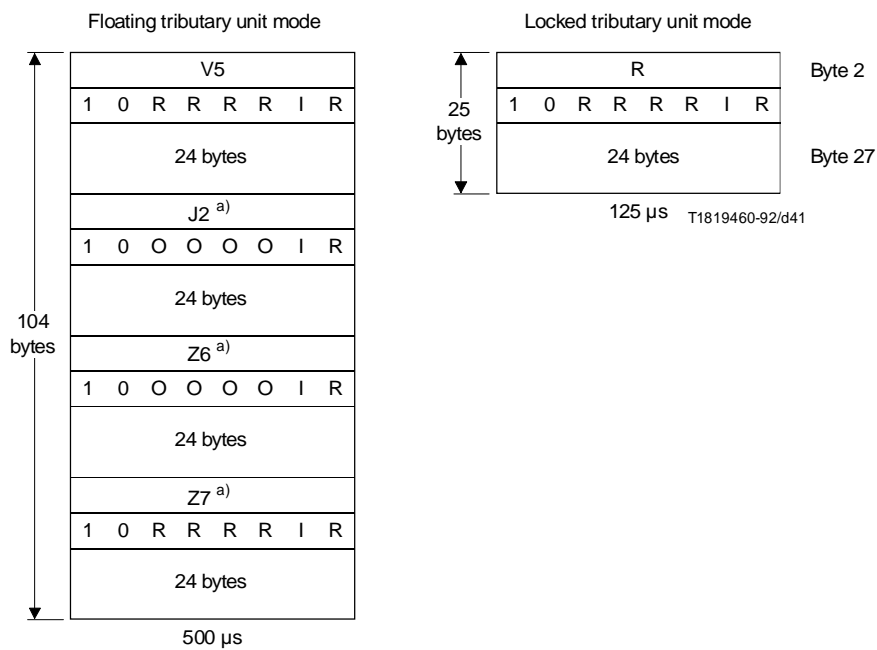 Floating tributary unit mode
V5
1 0 R R R R I R
24 bytes
J2 a)
1 0 O O O O I R
24 bytes
Z6 a)
1 0 O O O O I R
24 bytes
Z7 a)
1 0 R R R R I R
24 bytes
104
bytes
500 µs
Locked tributary unit mode
R
Byte 2
1 0 R R R R I R
25
bytes
24 bytes
Byte 27
125 µs
T1819460-92/d41